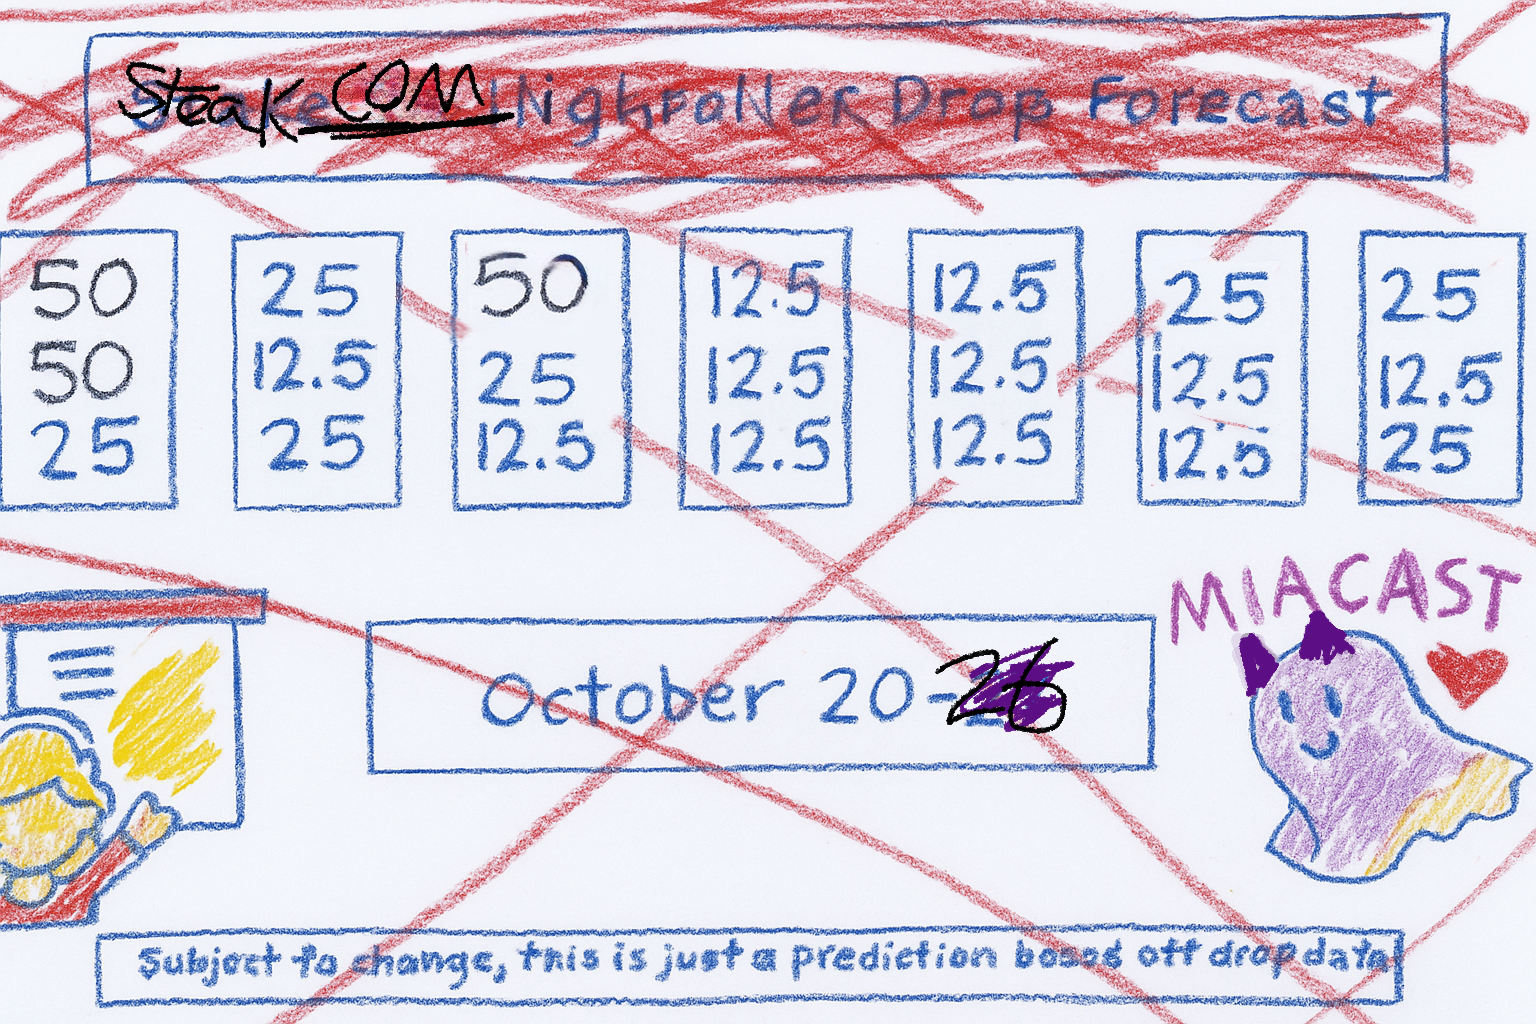 Steak COM HighRoller Drop Forecast
50 25 50 12.5 12.5 25 25
50 12.5 25 12.5 12.5 12.5 12.5
25 25 12.5 12.5 12.5 12.5 25
MIACAST
October 20-26
Subject to change, this is just a prediction bosos off drop data